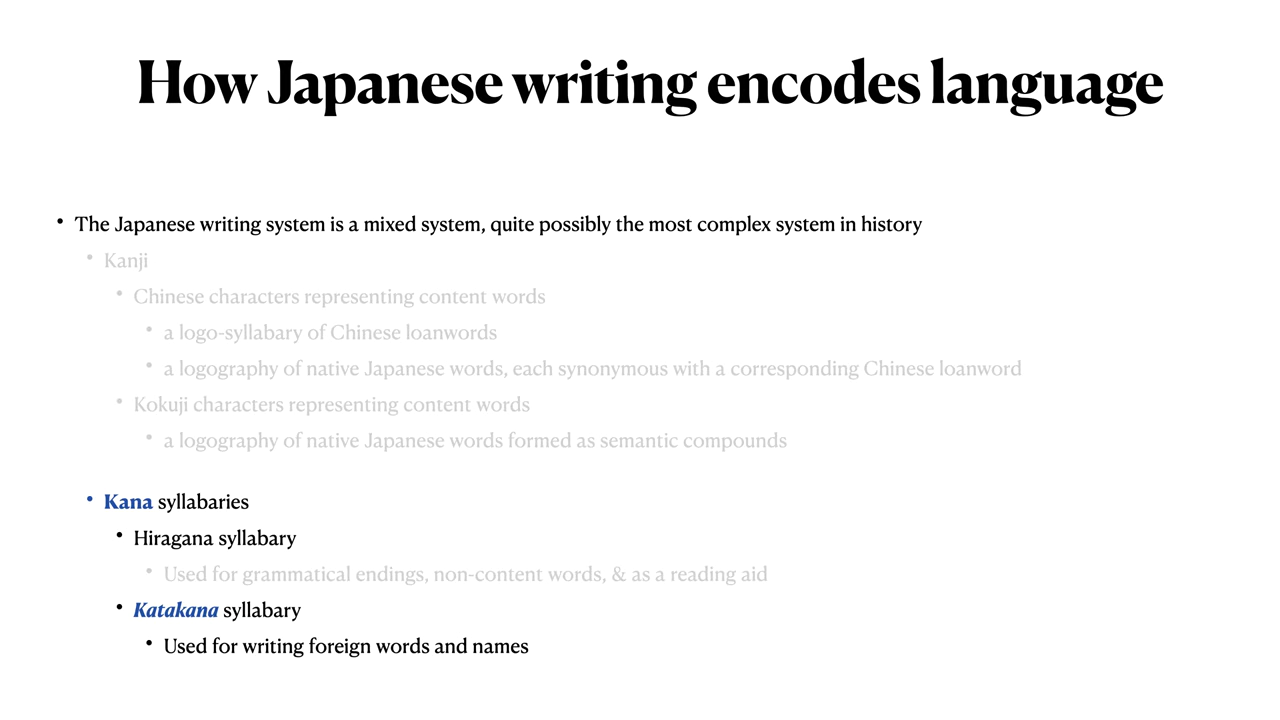 How Japanese writing encodes language
• The Japanese writing system is a mixed system, quite possibly the most complex system in history
• Kanji
• Chinese characters representing content words
• a logo-syllabary of Chinese loanwords
• a logography of native Japanese words, each synonymous with a corresponding Chinese loanword
• Kokuji characters representing content words
• a logography of native Japanese words formed as semantic compounds
• Kana syllabaries
• Hiragana syllabary
• Used for grammatical endings, non-content words, & as a reading aid
• Katakana syllabary
• Used for writing foreign words and names